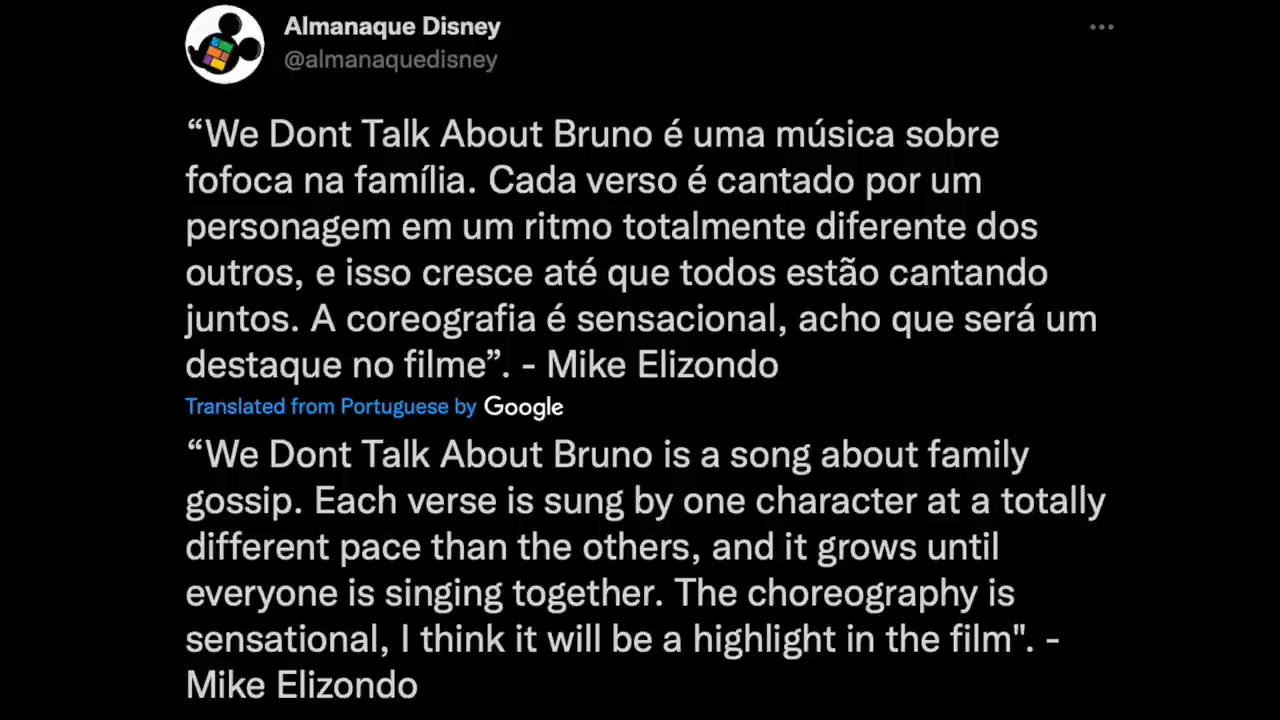 Almanaque Disney
@almanaquedisney
“We Dont Talk About Bruno é uma música sobre
fofoca na família. Cada verso é cantado por um
personagem em um ritmo totalmente diferente dos
outros, e isso cresce até que todos estão cantando
juntos. A coreografia é sensacional, acho que será um
destaque no filme”. - Mike Elizondo
Translated from Portuguese by Google
“We Dont Talk About Bruno is a song about family
gossip. Each verse is sung by one character at a totally
different pace than the others, and it grows until
everyone is singing together. The choreography is
sensational, I think it will be a highlight in the film". -
Mike Elizondo